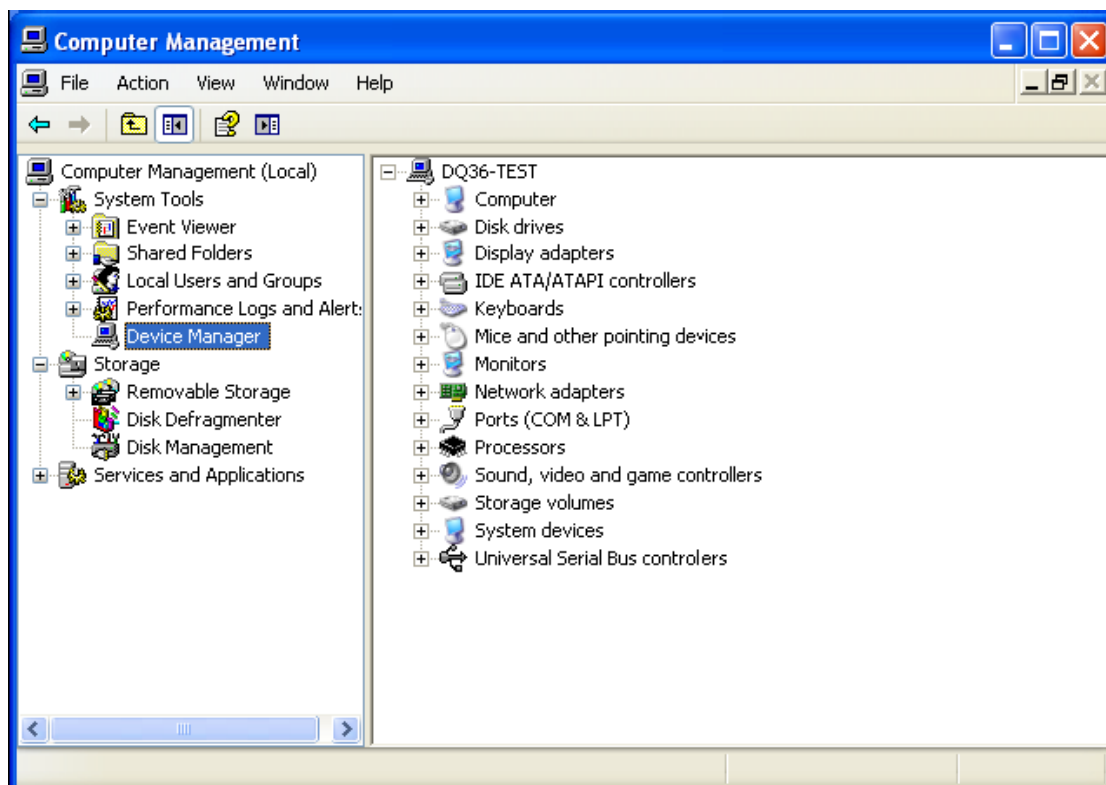 Computer Management
File Action View Window Help
Computer Management (Local)
System Tools
Event Viewer
Shared Folders
Local Users and Groups
Performance Logs and Alert
Device Manager
Storage
Removable Storage
Disk Defragmenter
Disk Management
Services and Applications
DQ36-TEST
Computer
Disk drives
Display adapters
IDE ATA/ATAPI controllers
Keyboards
Mice and other pointing devices
Monitors
Network adapters
Ports (COM & LPT)
Processors
Sound, video and game controllers
Storage volumes
System devices
Universal Serial Bus controlers